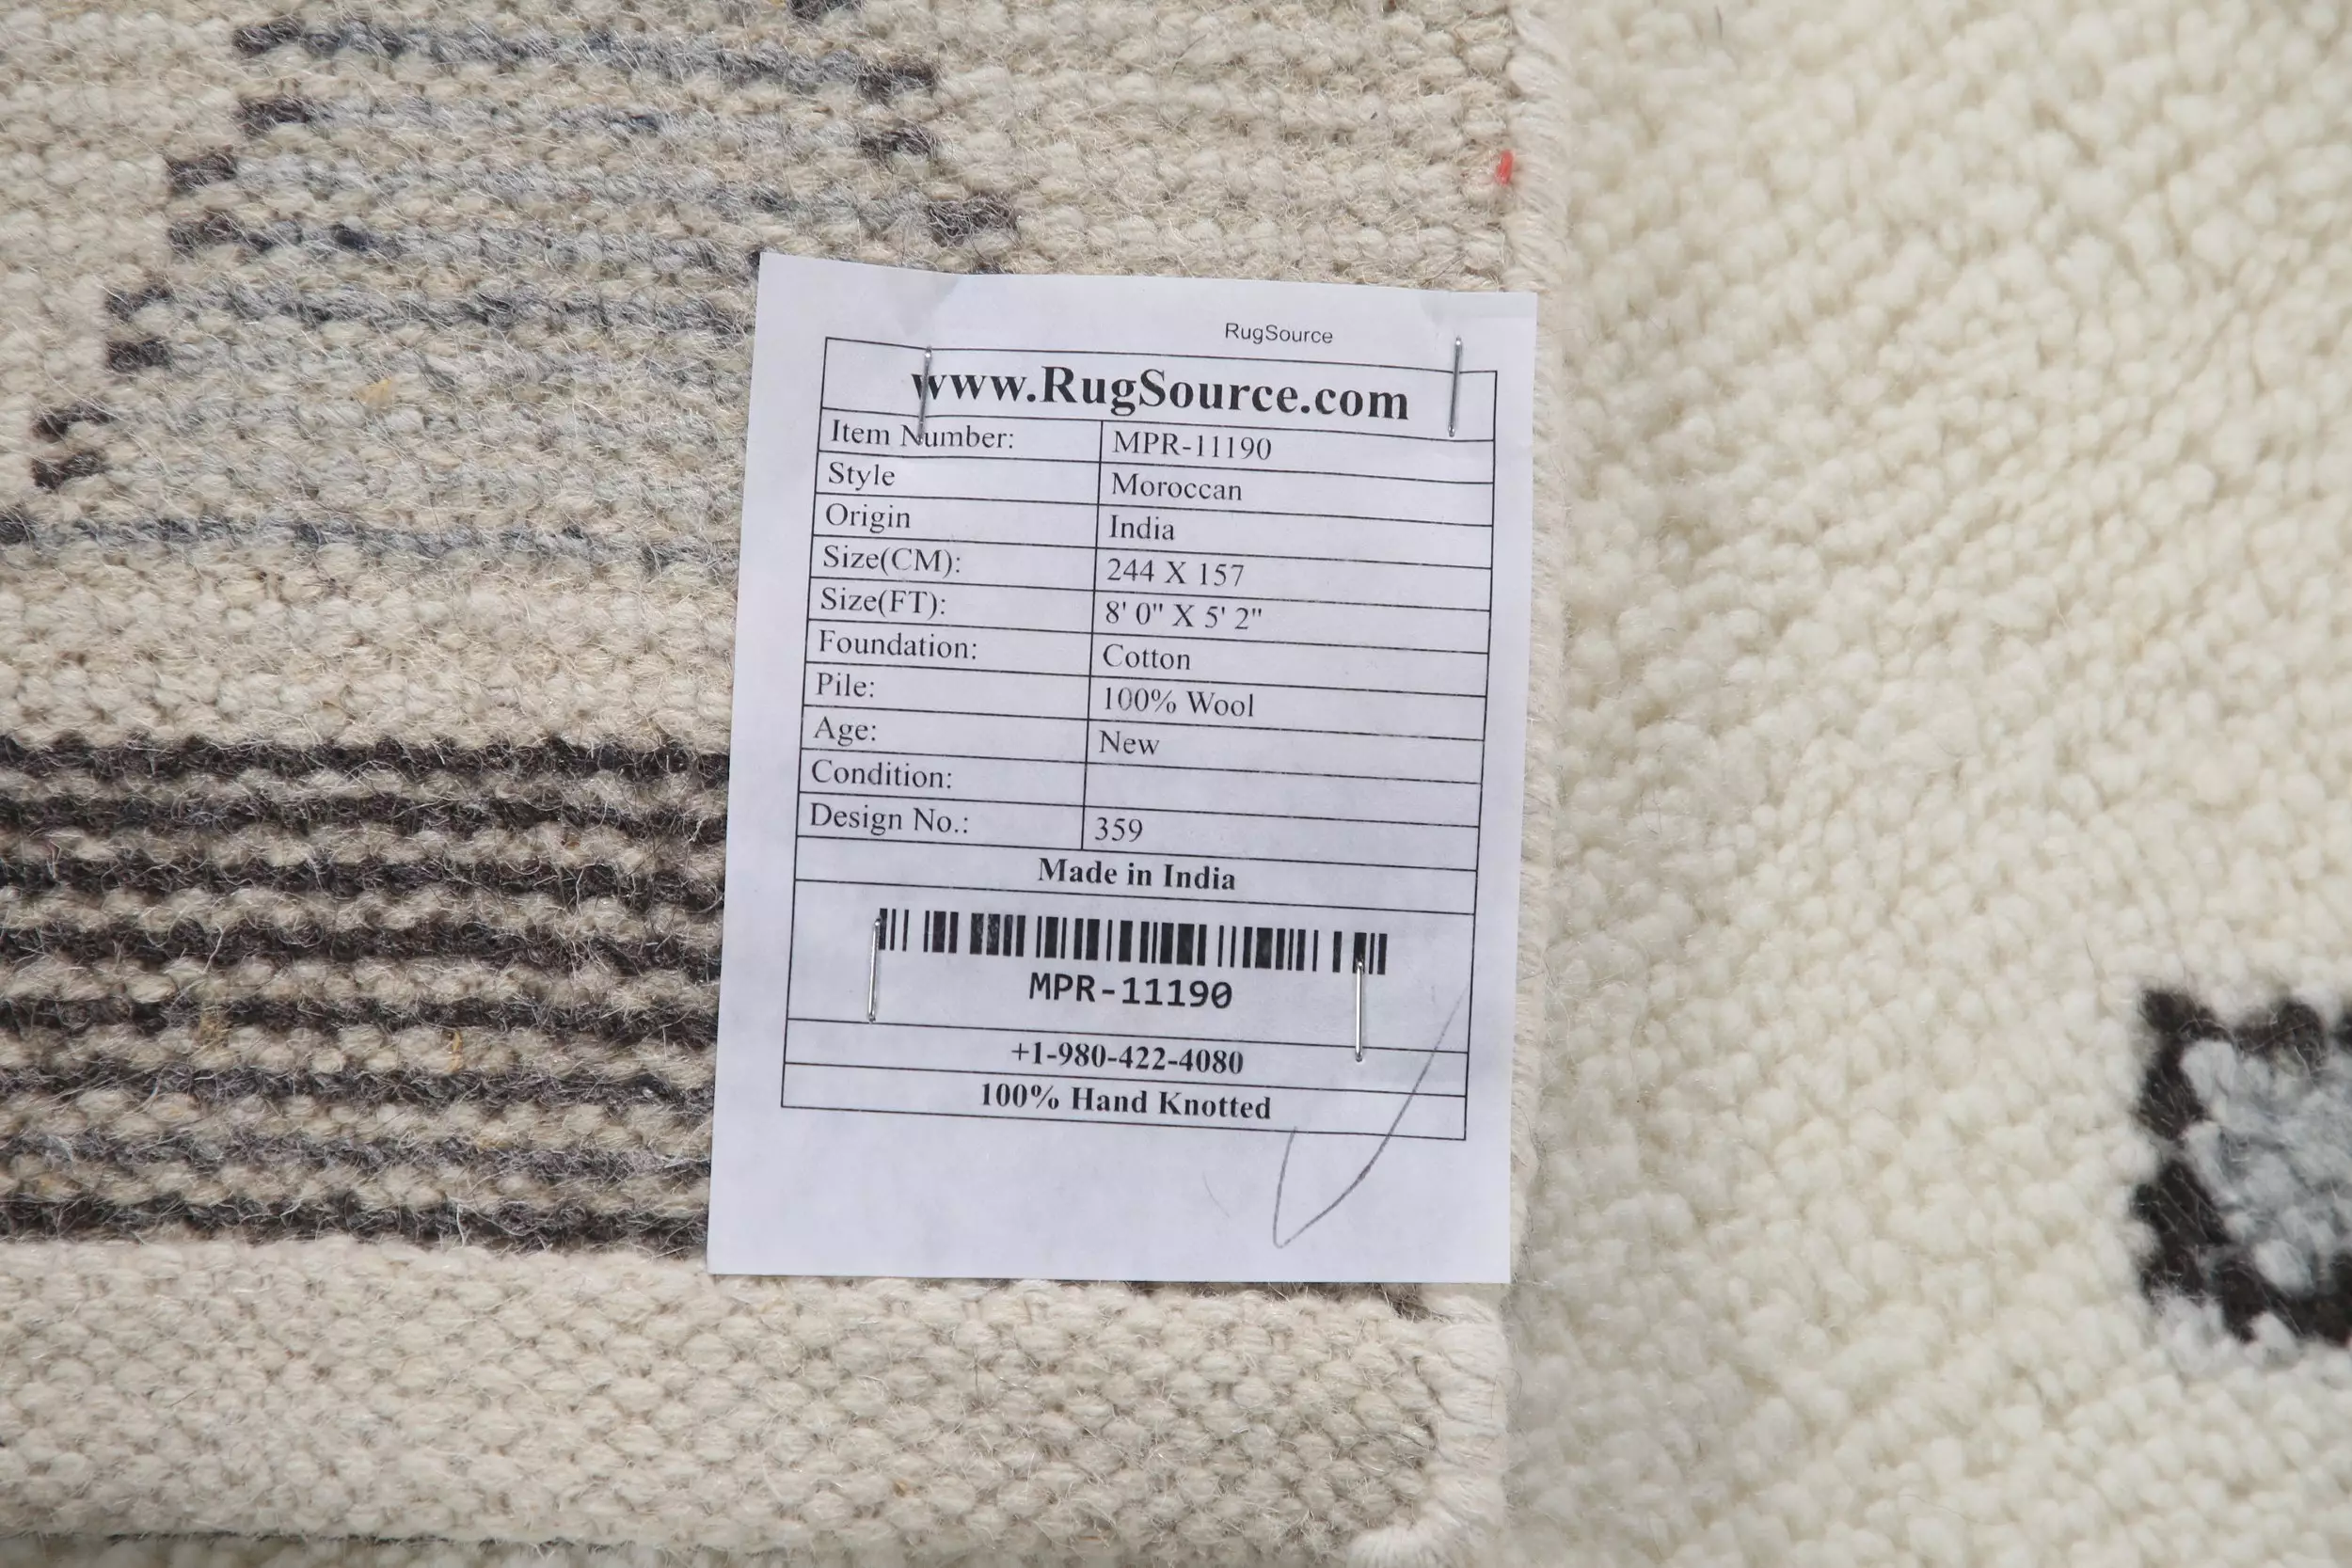 RugSource
www.RugSource.com
Item Number: MPR-11190
Style Moroccan
Origin India
Size(CM): 244 X 157
Size(FT): 8' 0" X 5' 2"
Foundation: Cotton
Pile: 100% Wool
Age: New
Condition:
Design No.: 359
Made in India
MPR-11190
+1-980-422-4080
100% Hand Knotted